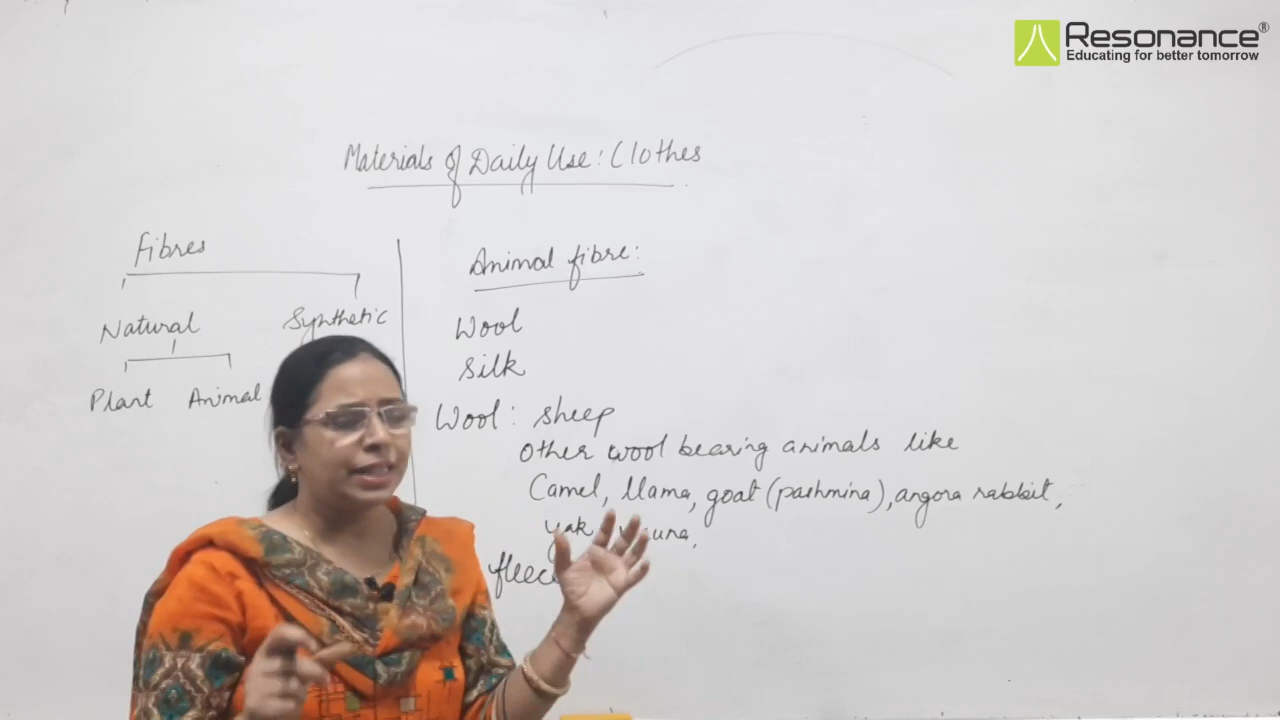 Resonance®
Educating for better tomorrow
Materials of Daily Use: Clothes
Fibres
Natural Synthetic
Plant Animal
Animal fibre:
Wool
Silk
Wool: sheep
Other wool bearing animals like
Camel, llama, goat (pashmina), angora rabbit,
yak
fleece